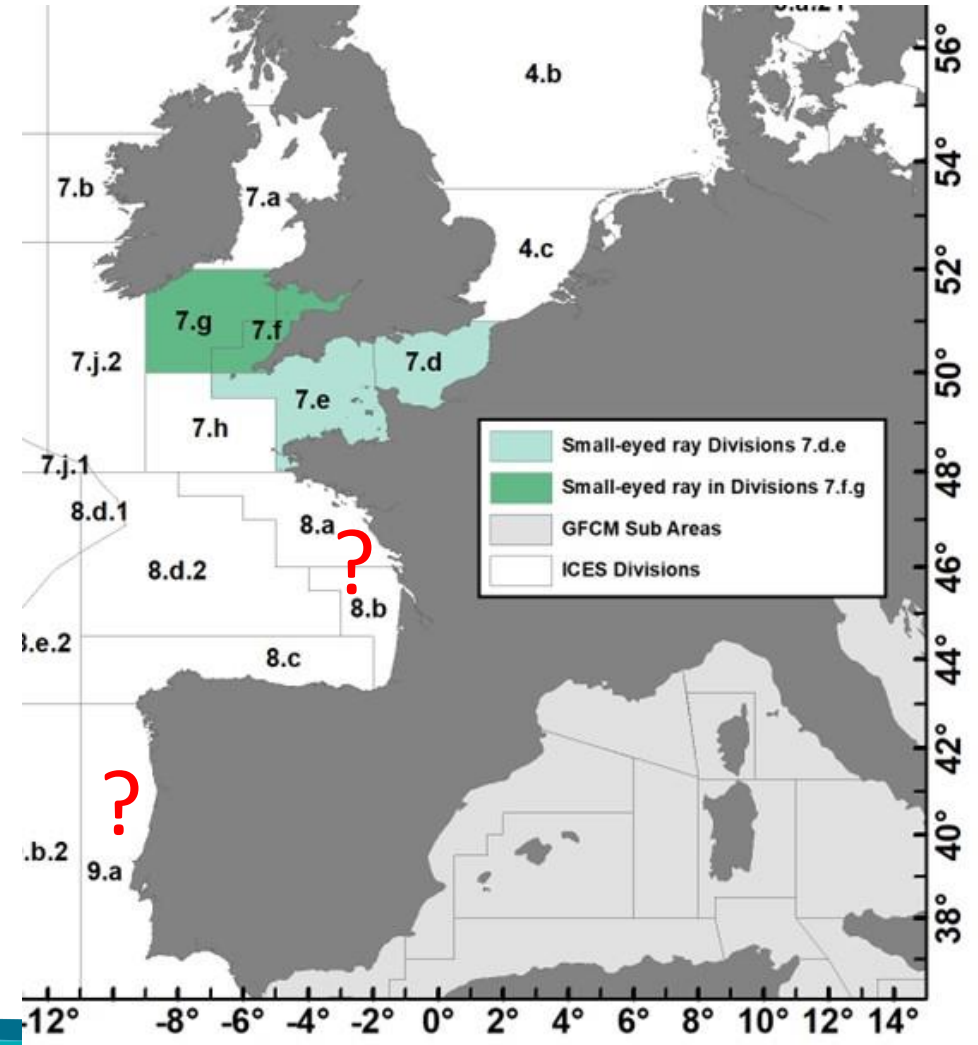 4.b
56°
54°
7.b
7.a
4.c
52°
7.g
7.f
7.j.2
7.d
50°
7.e
7.h
Small-eyed ray Divisions 7.d.e
Small-eyed ray in Divisions 7.f.g
GFCM Sub Areas
ICES Divisions
48°
7.j.1
8.d.1
8.a
?
46°
8.d.2
8.b
.e.2
8.c
44°
42°
?
40°
.b.2
9.a
38°
-12° -8° -6° -4° -2° 0° 2° 4° 6° 8° 10° 12° 14°